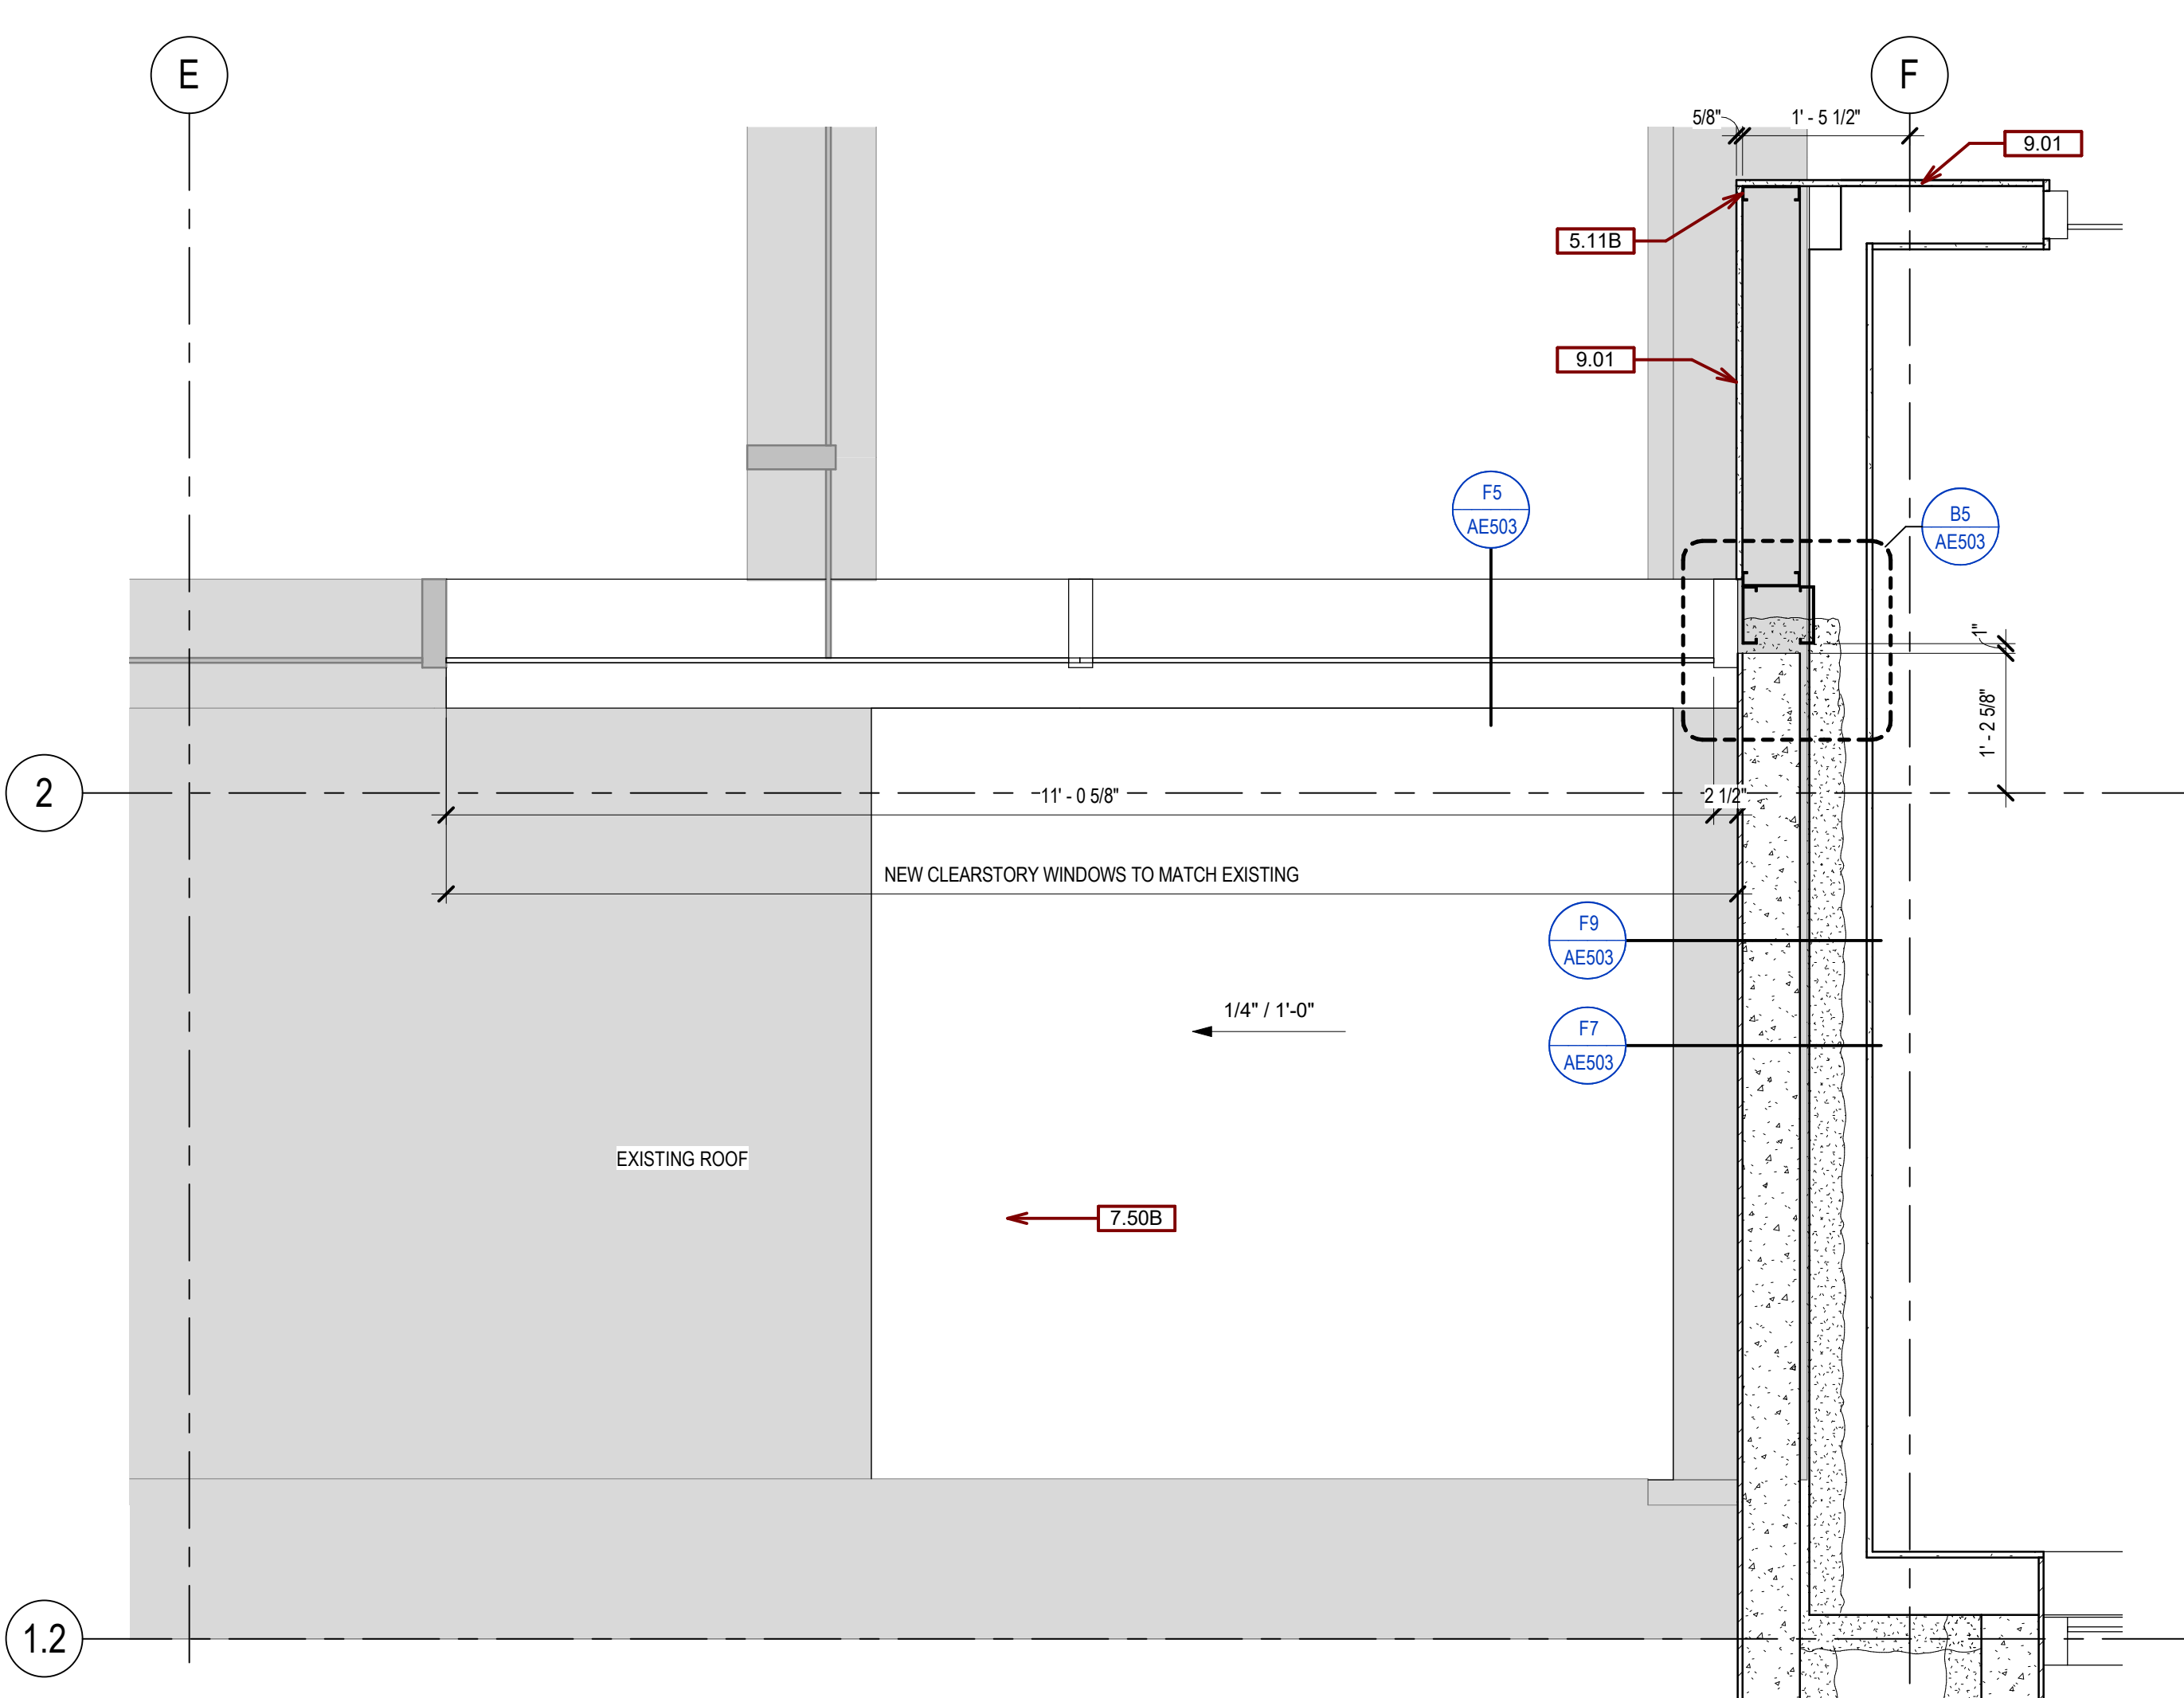 E
F
5/8"
1' - 5 1/2"
9.01
5.11B
9.01
F5
AE503
B5
AE503
1"
1' - 2 5/8"
2
11' - 0 5/8"
2 1/2"
NEW CLEARSTORY WINDOWS TO MATCH EXISTING
F9
AE503
1/4" / 1'-0"
F7
AE503
EXISTING ROOF
7.50B
1.2